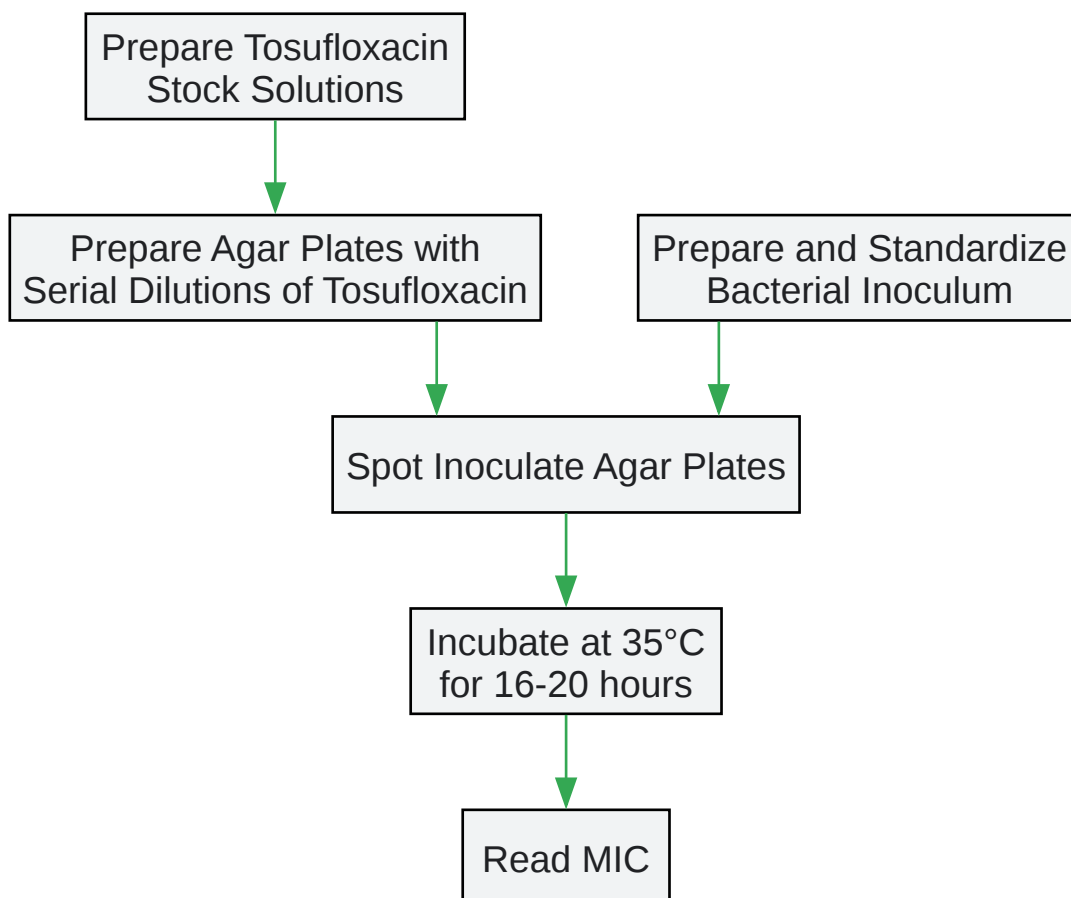 Prepare Tosufloxacin
Stock Solutions
Prepare Agar Plates with
Serial Dilutions of Tosufloxacin
Prepare and Standardize
Bacterial Inoculum
Spot Inoculate Agar Plates
Incubate at 35°C
for 16-20 hours
Read MIC